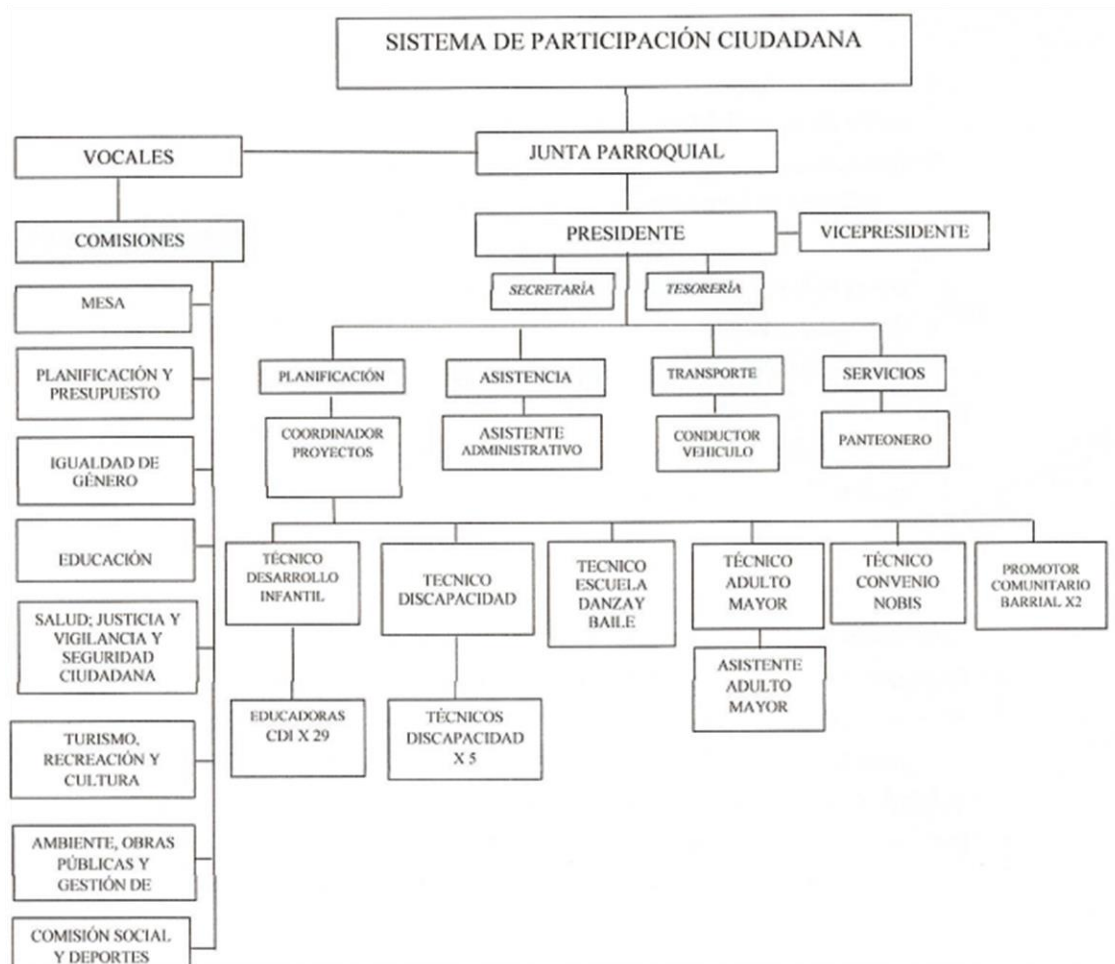 SISTEMA DE PARTICIPACIÓN CIUDADANA
VOCALES
JUNTA PARROQUIAL
COMISIONES
PRESIDENTE
VICEPRESIDENTE
SECRETARÍA
TESORERÍA
MESA
PLANIFICACIÓN Y
PRESUPUESTO
IGUALDAD DE
GÉNERO
EDUCACIÓN
SALUD; JUSTICIA Y
VIGILANCIA Y
SEGURIDAD
CIUDADANA
TURISMO,
RECREACIÓN Y
CULTURA
AMBIENTE, OBRAS
PÚBLICAS Y
GESTIÓN DE
COMISIÓN SOCIAL
Y DEPORTES
PLANIFICACIÓN
ASISTENCIA
TRANSPORTE
SERVICIOS
COORDINADOR
PROYECTOS
ASISTENTE
ADMINISTRATIVO
CONDUCTOR
VEHICULO
PANTEONERO
TÉCNICO
DESARROLLO
INFANTIL
TECNICO
DISCAPACIDAD
TECNICO
ESCUELA
DANZAY
BAILE
TÉCNICO
ADULTO
MAYOR
TÉCNICO
CONVENIO
NOBIS
PROMOTOR
COMUNITARIO
BARRIAL X2
EDUCADORAS
CDI X 29
TÉCNICOS
DISCAPACIDAD
X 5
ASISTENTE
ADULTO
MAYOR